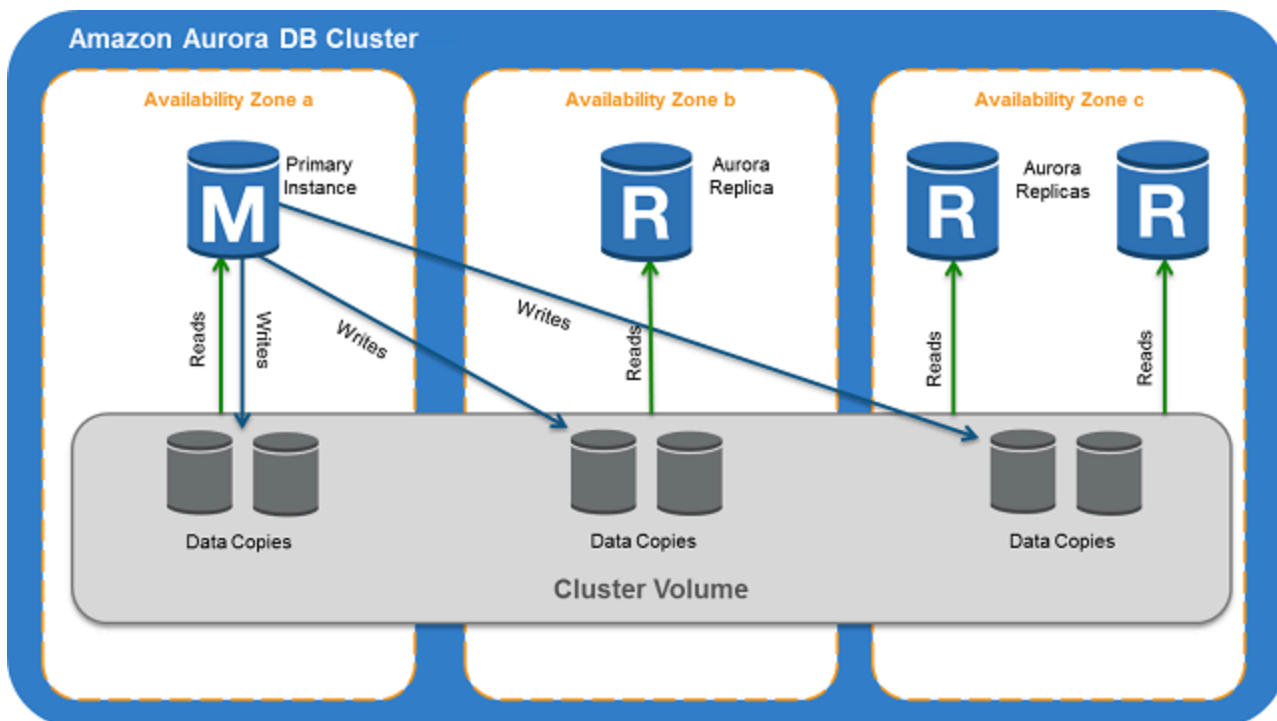 Amazon Aurora DB Cluster
Availability Zone a
Availability Zone b
Availability Zone c
M
Primary
Instance
R
Aurora
Replica
R
Aurora
Replicas
R
Reads
Writes
Writes
Writes
Reads
Reads
Reads
Data Copies
Data Copies
Data Copies
Cluster Volume